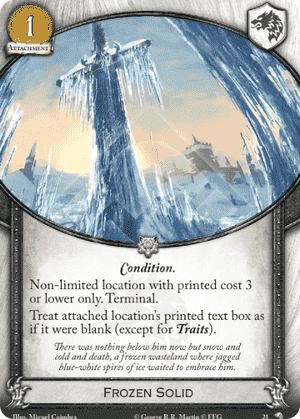 1
ATTACHMENT
Condition.
Non-limited location with printed cost 3
or lower only. Terminal.
Treat attached location's printed text box as
if it were blank (except for Traits).
There was nothing below him now but snow and
cold and death, a frozen wasteland where jagged
blue-white spires of ice waited to embrace him.
FROZEN SOLID
Illus. Miguel Coimbra © George R.R. Martin © FFG 21